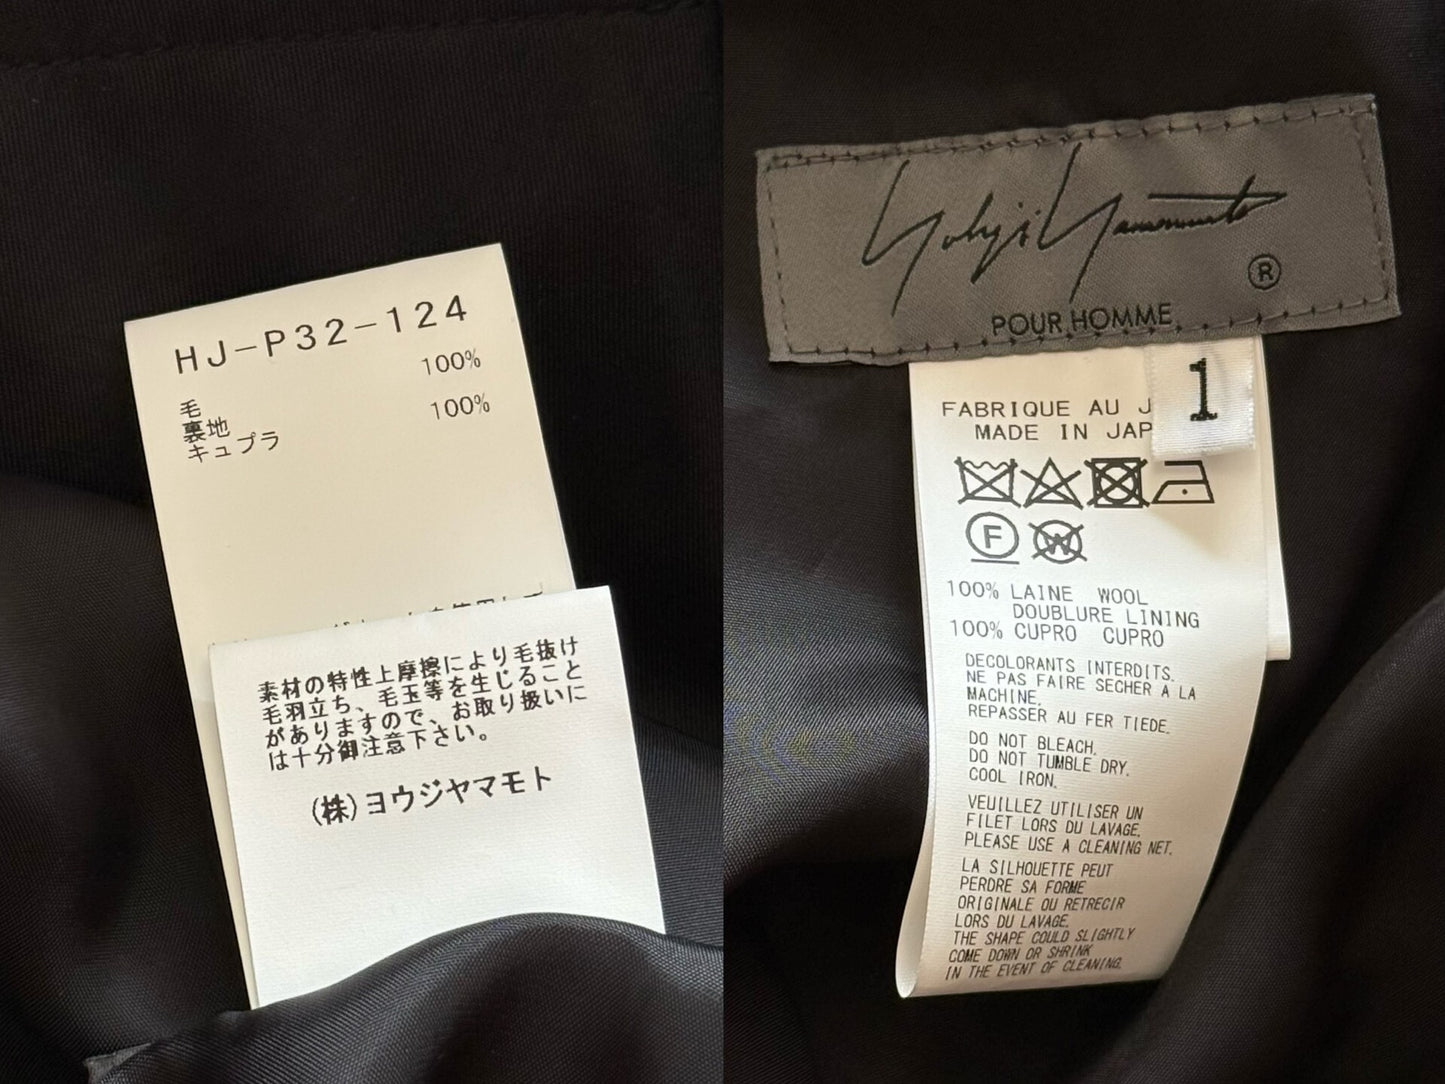 HJ-P32-124
100%
毛 100%
裏地
キュプラ
素材の特性上摩擦により毛抜け
毛羽立ち、毛玉等を生じること
がありますので、お取り扱いに
は十分御注意下さい。
(株)ヨウジヤマモト
Yohji Yamamoto
®
POUR HOMME
1
FABRIQUE AU J
MADE IN JAP
F W
100% LAINE WOOL
DOUBLURE LINING
100% CUPRO CUPRO
DECOLORANTS INTERDITS.
NE PAS FAIRE SECHER A LA
MACHINE.
REPASSER AU FER TIEDE.
DO NOT BLEACH.
DO NOT TUMBLE DRY.
COOL IRON.
VEUILLEZ UTILISER UN
FILET LORS DU LAVAGE.
PLEASE USE A CLEANING NET.
LA SILHOUETTE PEUT
PERDRE SA FORME
ORIGINALE OU RETRECIR
LORS DU LAVAGE.
THE SHAPE COULD SLIGHTLY
COME DOWN OR SHRINK
IN THE EVENT OF CLEANING.